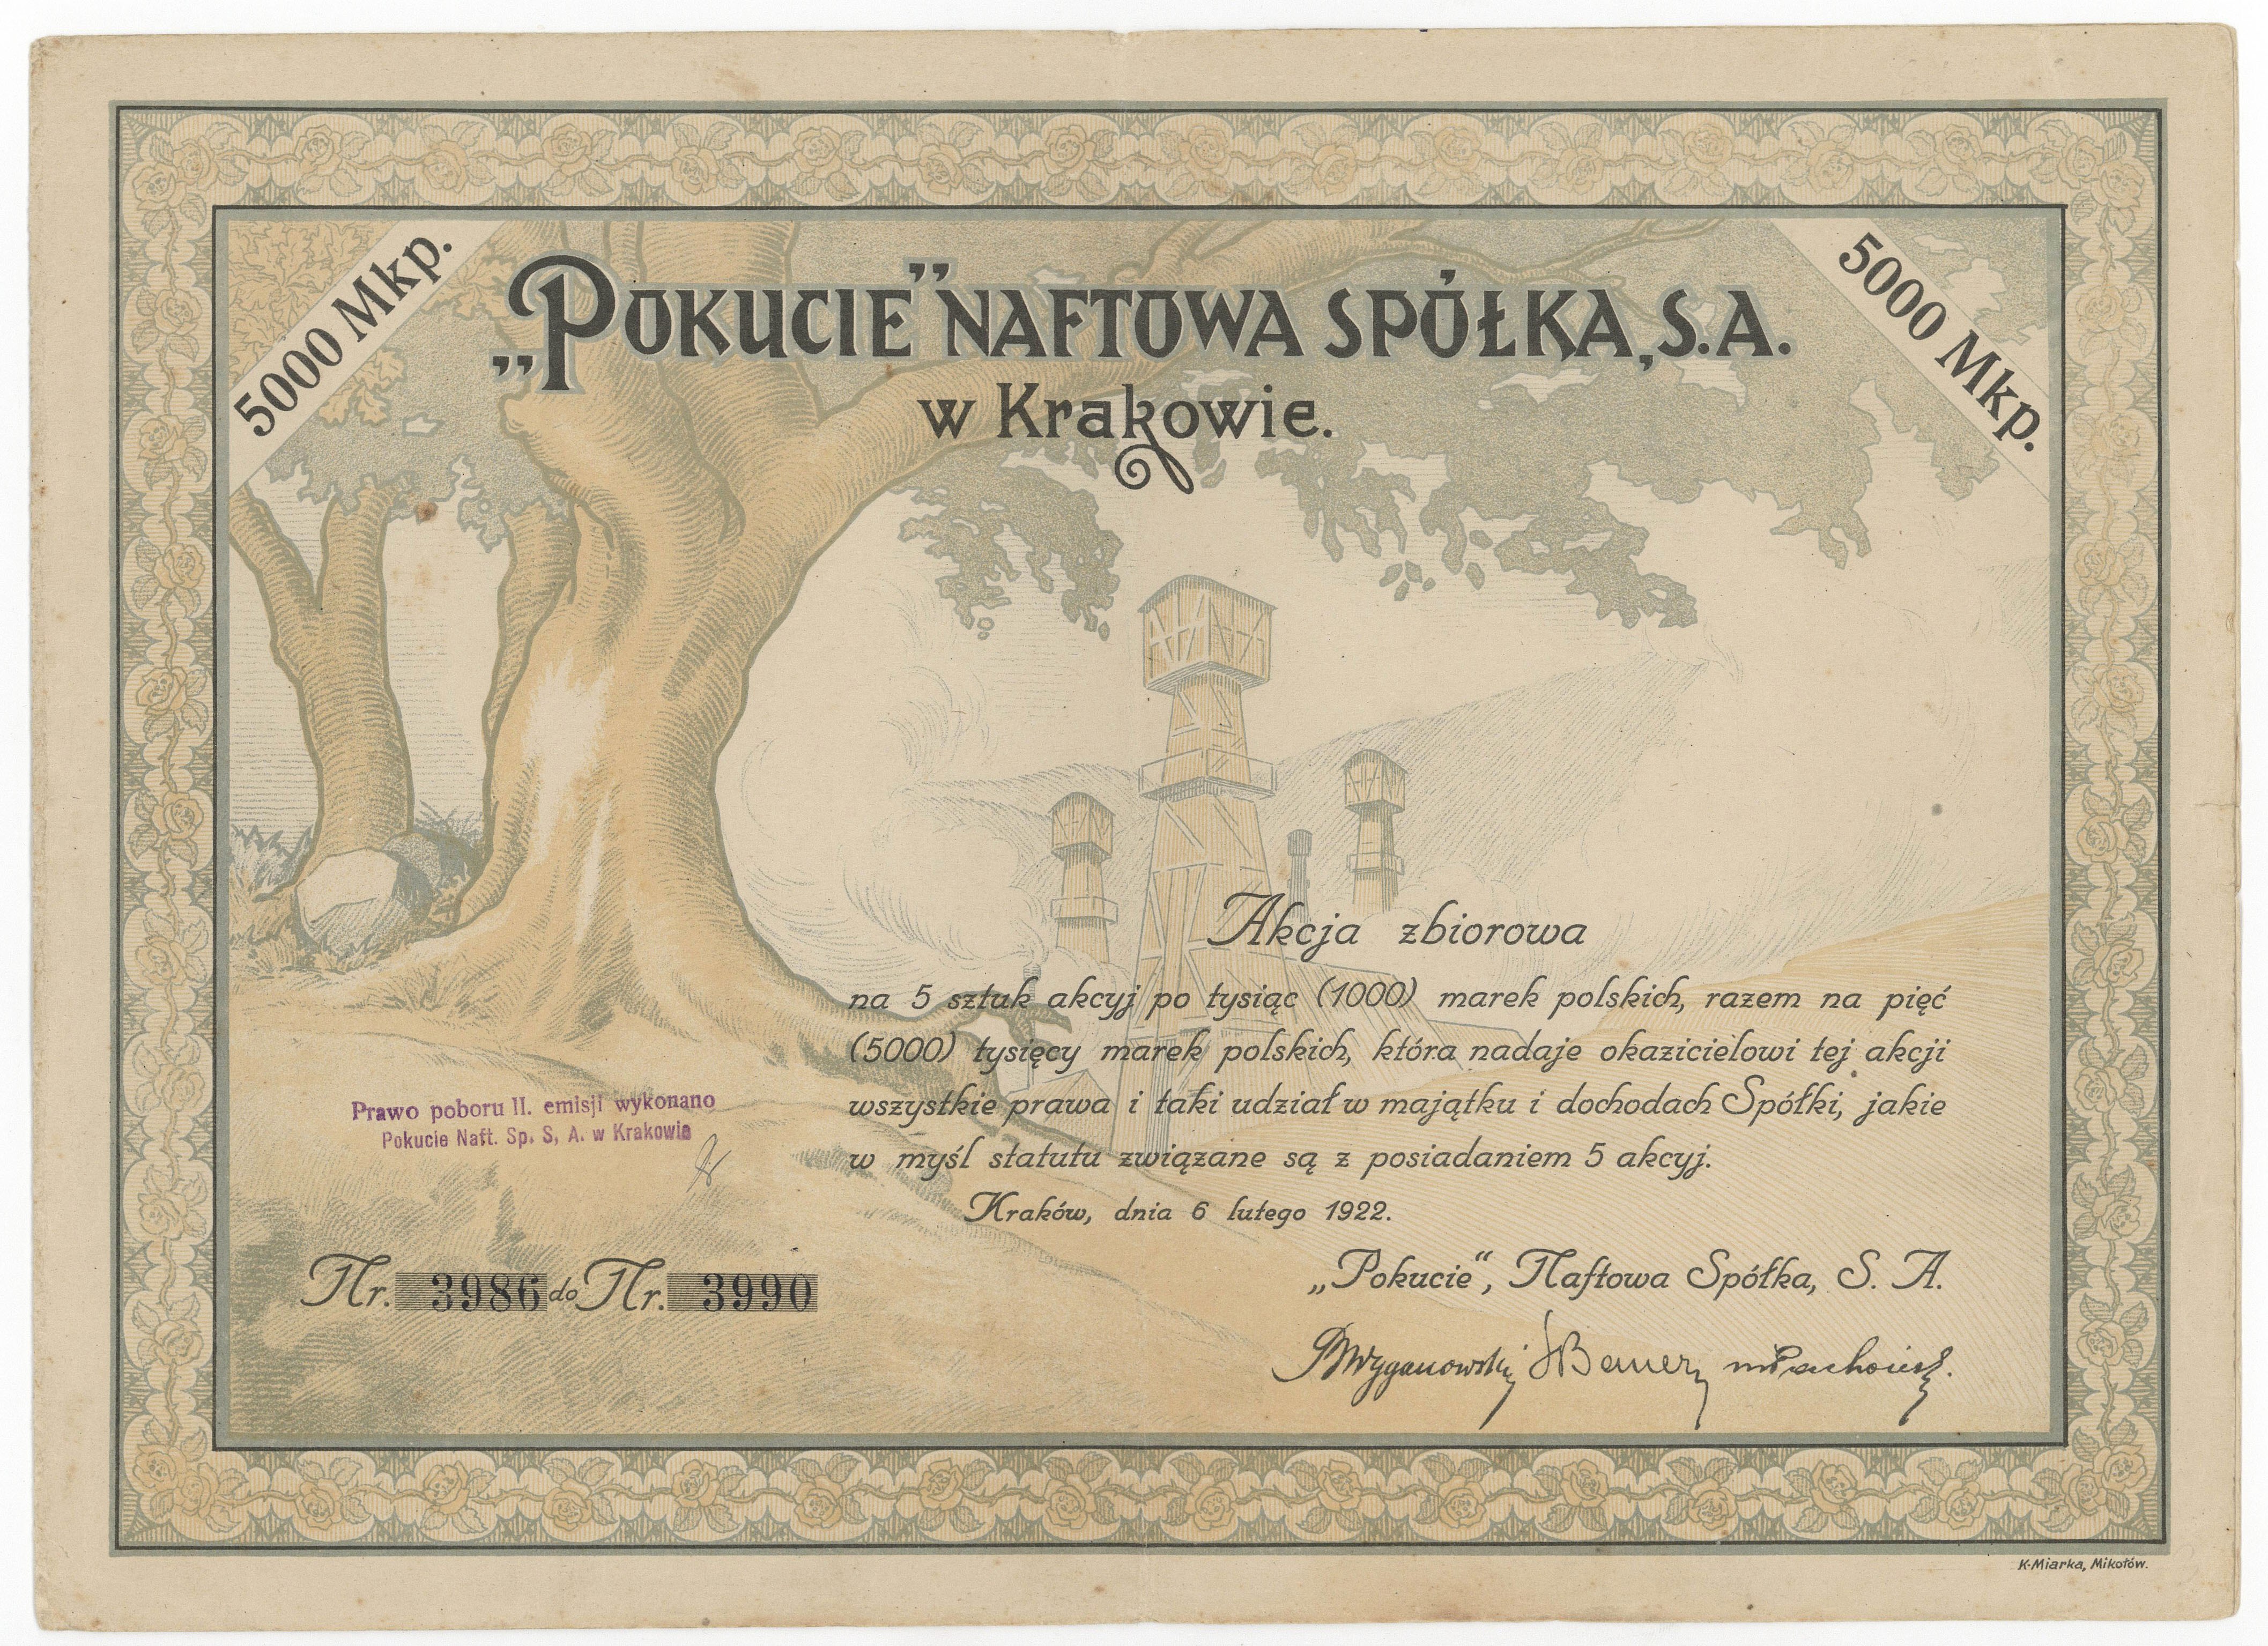 5000 Mkp.
5000 Mkp.
„POKUCIE” NAFTOWA SPÓŁKA, S.A.
w Krakowie.
Akcja zbiorowa
na 5 sztuk akcyj po tysiąc (1000) marek polskich, razem na pięć
(5000) tysięcy marek polskich, która nadaje okazicielowi tej akcji
wszystkie prawa i taki udział w majątku i dochodach Spółki, jakie
w myśl statutu związane są z posiadaniem 5 akcyj.
Kraków, dnia 6 lutego 1922.
Prawo poboru II. emisji wykonano
Pokucie Naft. Sp. S, A. w Krakowie
Nr. 3986 do Nr. 3990
„Pokucie“, Naftowa Spółka, S. A.
Bauer
K. Miarka, Mikołów.